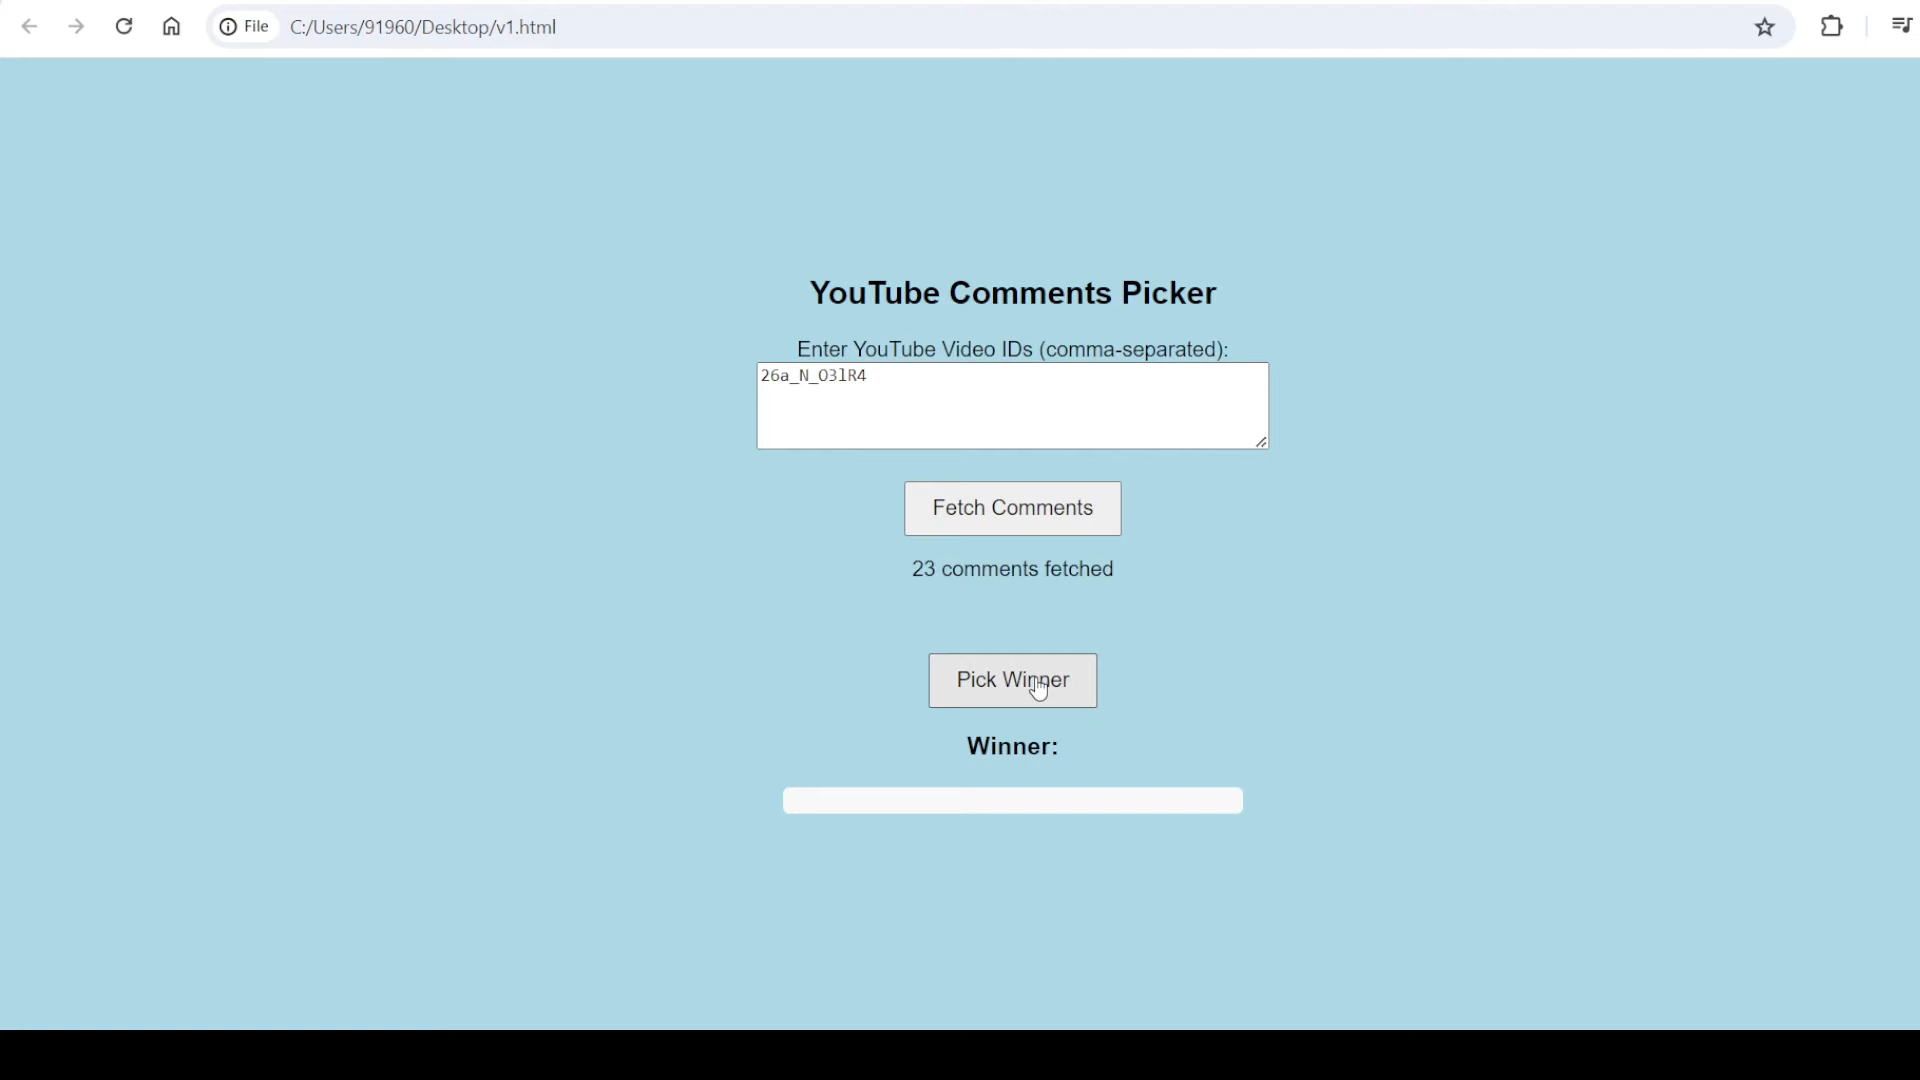 File C:/Users/91960/Desktop/v1.html
YouTube Comments Picker
Enter YouTube Video IDs (comma-separated):
26a_N_O3lR4
Fetch Comments
23 comments fetched
Pick Winner
Winner: